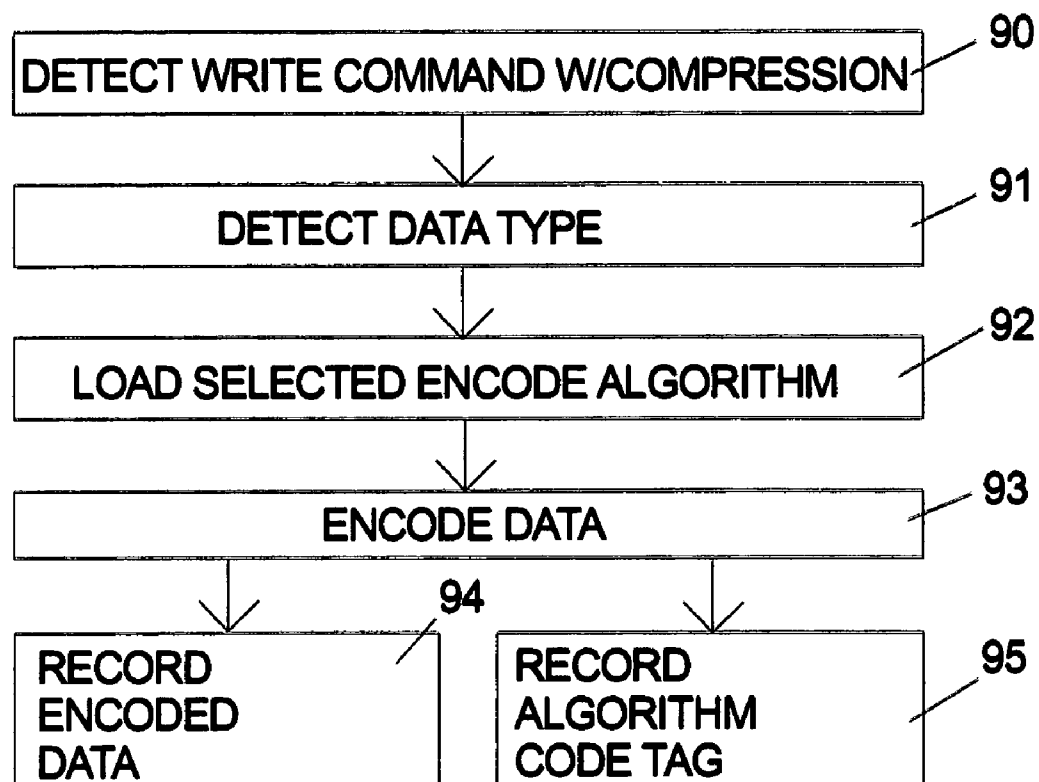 90
DETECT WRITE COMMAND W/COMPRESSION
91
DETECT DATA TYPE
92
LOAD SELECTED ENCODE ALGORITHM
93
ENCODE DATA
94
RECORD
ENCODED
DATA
95
RECORD
ALGORITHM
CODE TAG